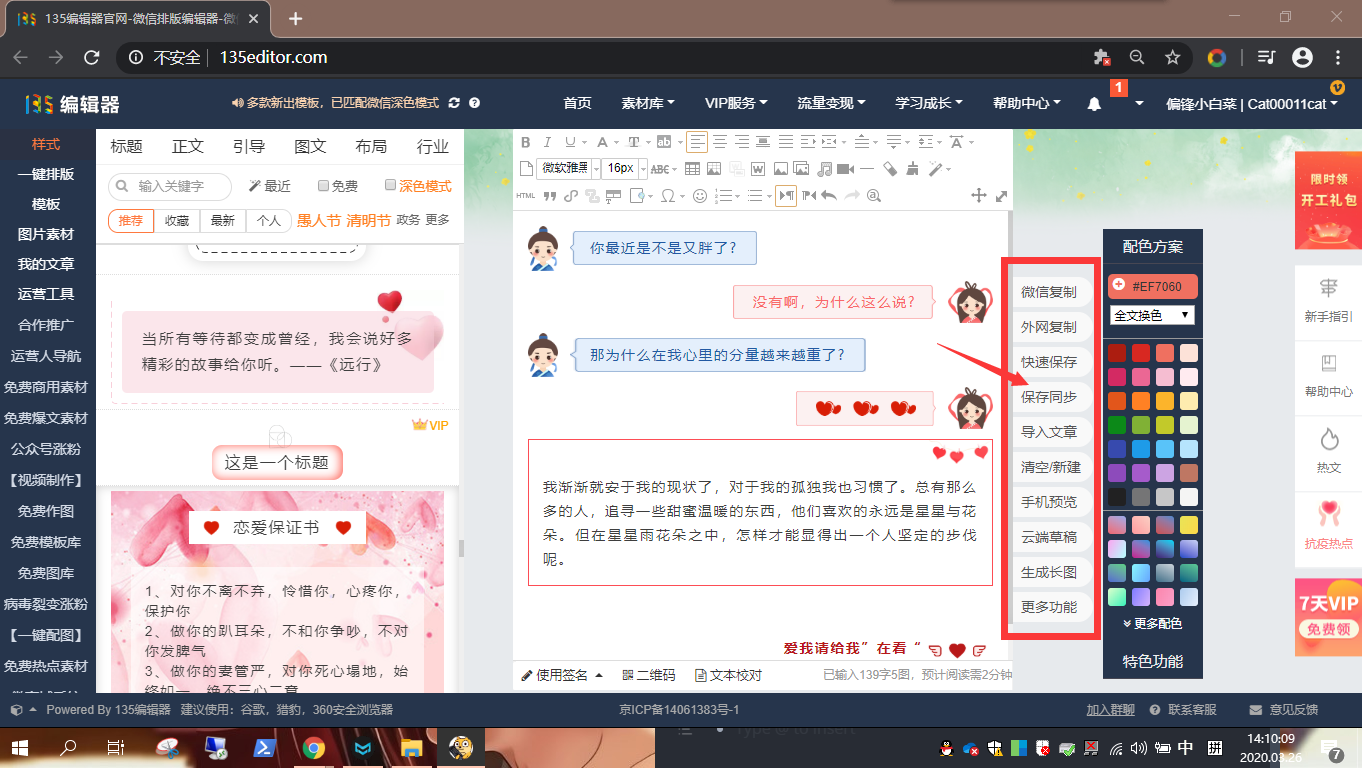 135编辑器官网-微信排版编辑器-微信
不安全
135editor.com
135编辑器
多款新出模板，已匹配微信深色模式
首页
素材库
VIP服务
流量变现
学习成长
帮助中心
1
偏锋小白菜 | Cat00011cat
样式
一键排版
模板
图片素材
我的文章
运营工具
合作推广
运营人导航
免费商用素材
免费爆文素材
公众号涨粉
【视频制作】
免费作图
免费模板库
免费图库
病毒裂变涨粉
【一键配图】
免费热点素材
标题
正文
引导
图文
布局
行业
输入关键字
最近
免费
深色模式
推荐
收藏
最新
个人
愚人节
清明节
政务
更多
当所有等待都变成曾经，我会说好多
精彩的故事给你听。——《远行》
VIP
这是一个标题
恋爱保证书
1、对你不离不弃，怜惜你，心疼你，
保护你
2、做你的趴耳朵，不和你争吵，不对
你发脾气
3、做你的妻管严，对你死心塌地，始
终如一，绝不三心二意
微软雅黑
16px
ABC
HTML
你最近是不是又胖了？
没有啊，为什么这么说？
那为什么在我心里的分量越来越重了？
我渐渐就安于我的现状了，对于我的孤独我也习惯了。总有那么
多的人，追寻一些甜蜜温暖的东西，他们喜欢的永远是星星与花
朵。但在星星雨花朵之中，怎样才能显得出一个人坚定的步伐
呢。
爱我请给我”在看“
使用签名
二维码
文本校对
已输入139字5图，预计阅读需2分钟
微信复制
外网复制
快速保存
保存同步
导入文章
清空/新建
手机预览
云端草稿
生成长图
更多功能
配色方案
#EF7060
全文换色
更多配色
特色功能
限时领
开工礼包
新手指引
帮助中心
热文
抗疫热点
7天VIP
免费领
Powered By 135编辑器
建议使用：谷歌，猎豹，360安全浏览器
京ICP备14061383号-1
加入群聊
联系客服
意见反馈
Type @ to insert
中
拼
14:10:09
2020.03.26
7